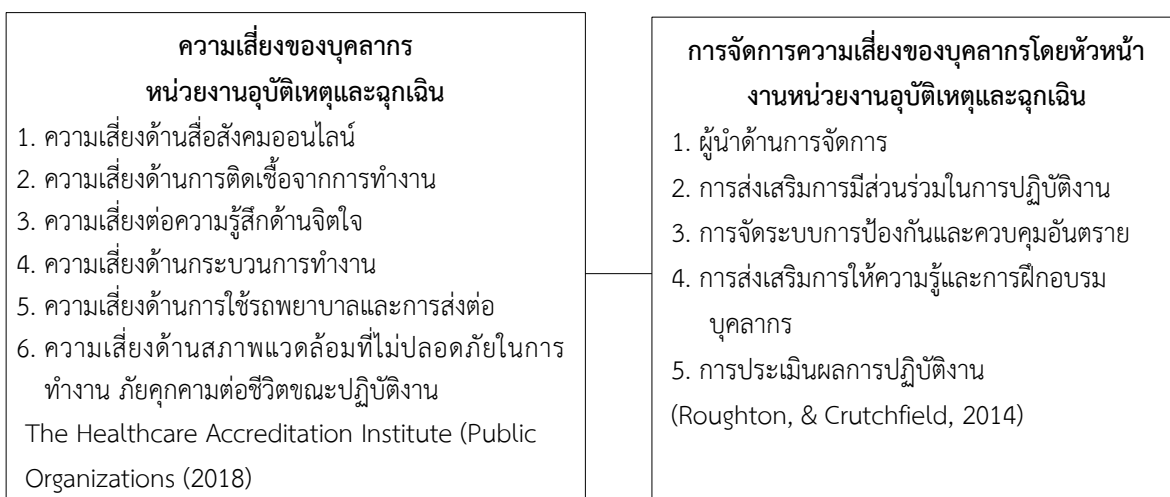 ความเสี่ยงของบุคลากร
หน่วยงานอุบัติเหตุและฉุกเฉิน
1. ความเสี่ยงด้านสื่อสังคมออนไลน์
2. ความเสี่ยงด้านการติดเชื้อจากการทำงาน
3. ความเสี่ยงต่อความรู้สึกด้านจิตใจ
4. ความเสี่ยงด้านกระบวนการทำงาน
5. ความเสี่ยงด้านการใช้รถพยาบาลและการส่งต่อ
6. ความเสี่ยงด้านสภาพแวดล้อมที่ไม่ปลอดภัยในการ
ทำงาน ภัยคุกคามต่อชีวิตขณะปฏิบัติงาน
The Healthcare Accreditation Institute (Public
Organizations (2018)
การจัดการความเสี่ยงของบุคลากรโดยหัวหน้า
งานหน่วยงานอุบัติเหตุและฉุกเฉิน
1. ผู้นำด้านการจัดการ
2. การส่งเสริมการมีส่วนร่วมในการปฏิบัติงาน
3. การจัดระบบการป้องกันและควบคุมอันตราย
4. การส่งเสริมการให้ความรู้และการฝึกอบรม
บุคลากร
5. การประเมินผลการปฏิบัติงาน
(Roughton, & Crutchfield, 2014)